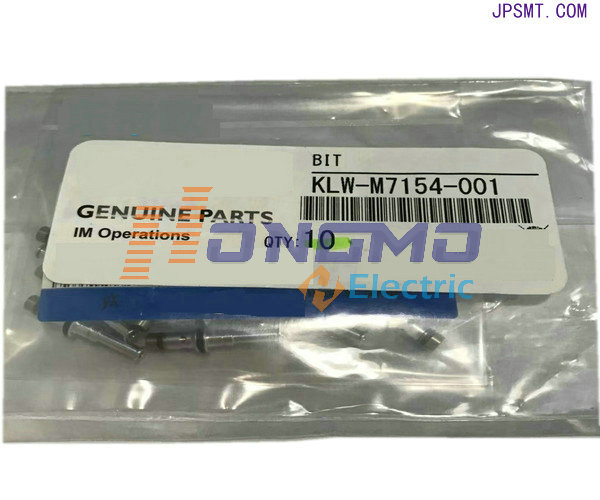 JPSMT.COM
BIT
KLW-M7154-001
GENUINE PARTS
IM Operations
QTY: 10
HONGMO
Electric